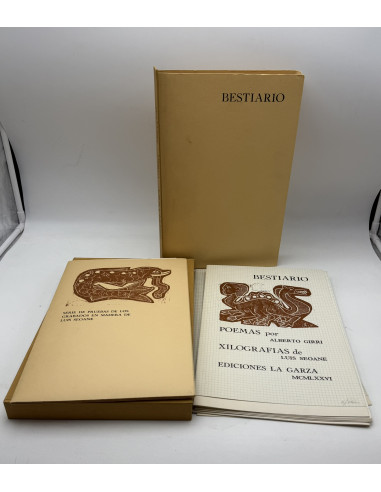 BESTIARIO
SERIE DE PRUEBAS DE LOS
GRABADOS EN MADERA DE
LUIS SEOANE
BESTIARIO
POEMAS por
ALBERTO GIRRI
XILOGRAFIAS de
LUIS SEOANE
EDICIONES LA GARZA
MCMLXXVI